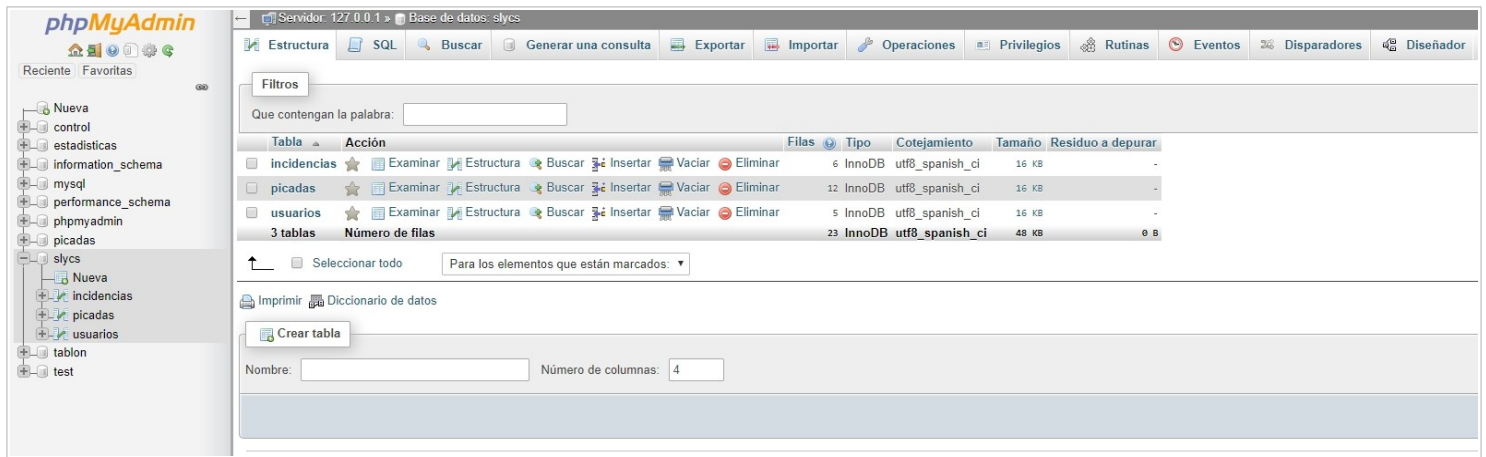 phpMyAdmin
Reciente Favoritas
Nueva
control
estadisticas
information_schema
mysql
performance_schema
phpmyadmin
picadas
slycs
Nueva
incidencias
picadas
usuarios
tablon
test
Servidor: 127.0.0.1 » Base de datos: slycs
Estructura SQL Buscar Generar una consulta Exportar Importar Operaciones Privilegios Rutinas Eventos Disparadores Diseñador
Filtros
Que contengan la palabra:
Tabla Acción Filas Tipo Cotejamiento Tamaño Residuo a depurar
incidencias Examinar Estructura Buscar Insertar Vaciar Eliminar 6 InnoDB utf8_spanish_ci 16 KB -
picadas Examinar Estructura Buscar Insertar Vaciar Eliminar 12 InnoDB utf8_spanish_ci 16 KB -
usuarios Examinar Estructura Buscar Insertar Vaciar Eliminar 5 InnoDB utf8_spanish_ci 16 KB -
3 tablas Número de filas 23 InnoDB utf8_spanish_ci 48 KB 0 B
Seleccionar todo Para los elementos que están marcados:
Imprimir Diccionario de datos
Crear tabla
Nombre: Número de columnas: 4